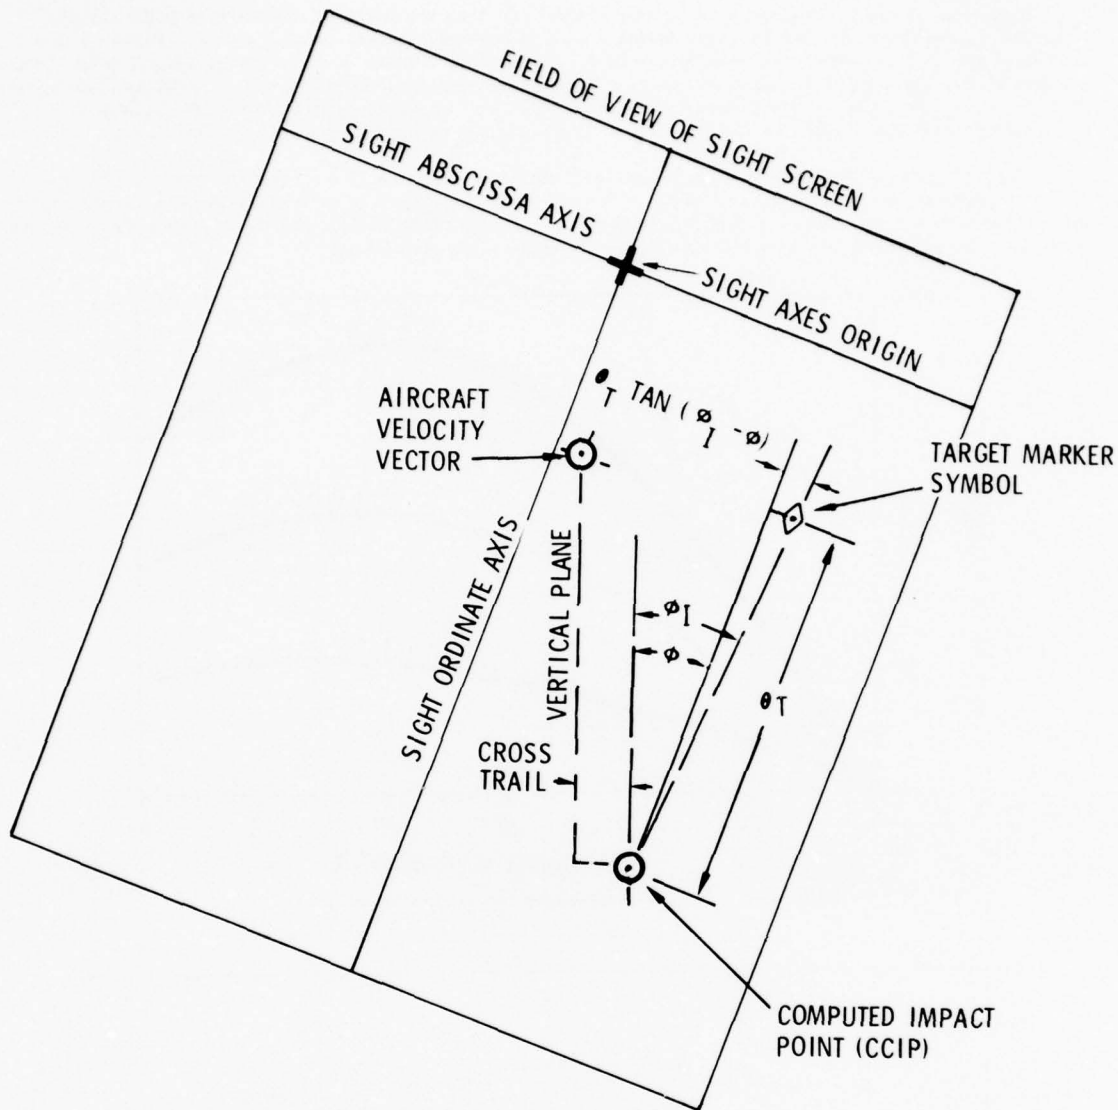 FIELD OF VIEW OF SIGHT SCREEN
SIGHT ABSCISSA AXIS
SIGHT AXES ORIGIN
θT TAN (ϕI -ϕ)
AIRCRAFT
VELOCITY
VECTOR
TARGET MARKER
SYMBOL
SIGHT ORDINATE AXIS
VERTICAL PLANE
ϕI
ϕ
θT
CROSS
TRAIL
COMPUTED IMPACT
POINT (CCIP)